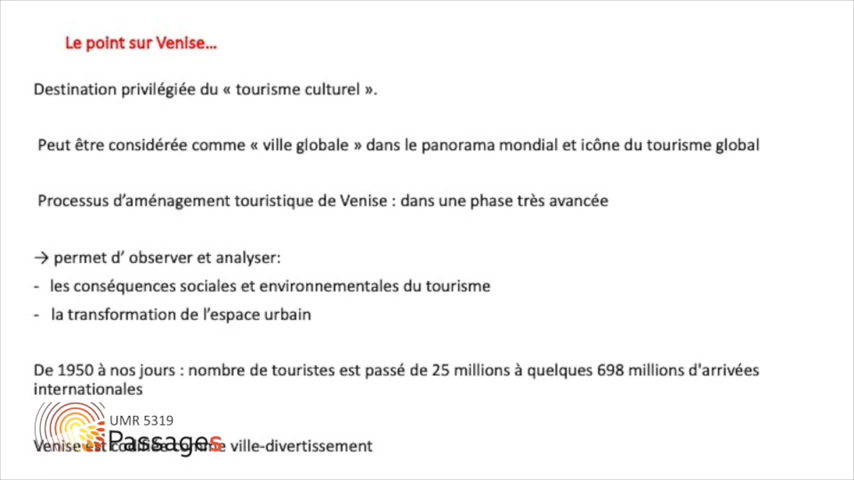 Le point sur Venise...
Destination privilégiée du « tourisme culturel ».
Peut être considérée comme « ville globale » dans le panorama mondial et icône du tourisme global
Processus d'aménagement touristique de Venise : dans une phase très avancée
→ permet d' observer et analyser:
- les conséquences sociales et environnementales du tourisme
- la transformation de l'espace urbain
De 1950 à nos jours : nombre de touristes est passé de 25 millions à quelques 698 millions d'arrivées
internationales
UMR 5319
Passages
Venise est codifiée comme ville-divertissement